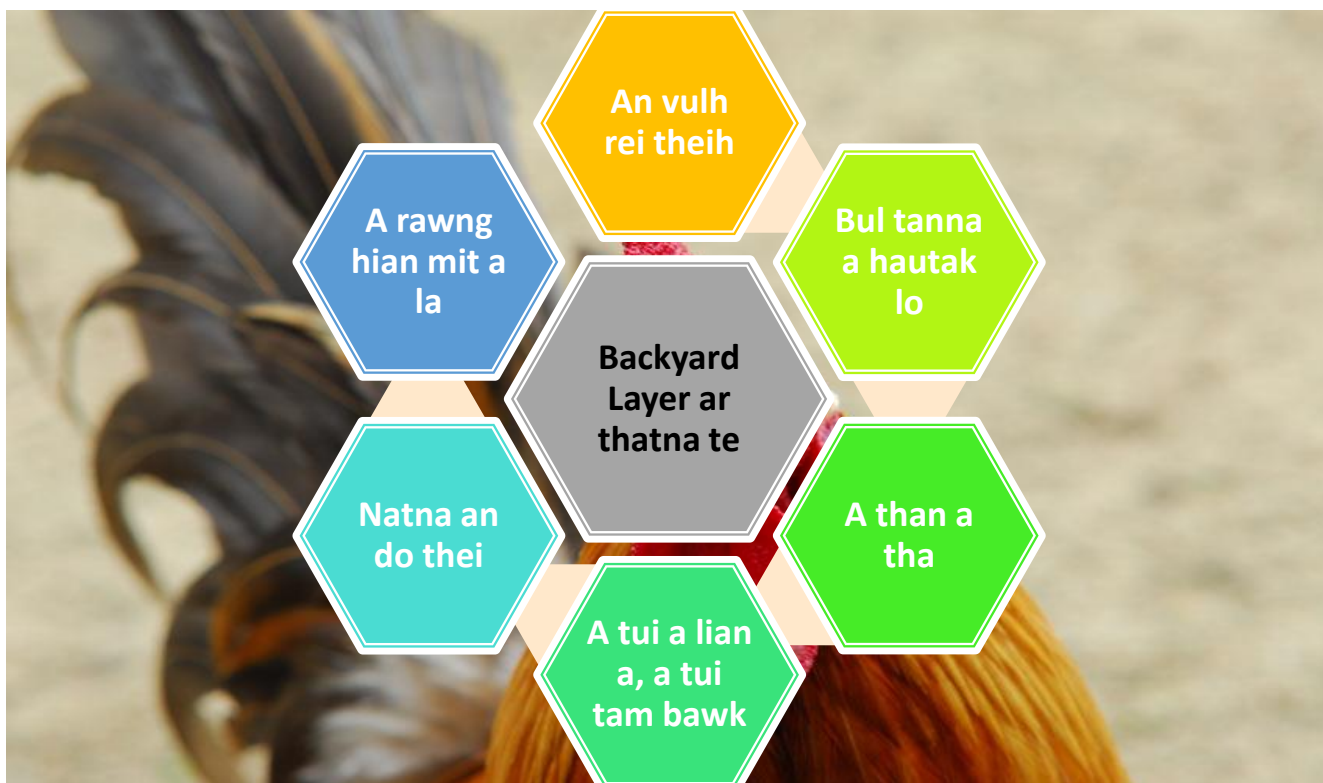 An vulh
rei theih
A rawng
hian mit a
la
Bul tanna
a hautak
lo
Backyard
Layer ar
thatna te
Natna an
do thei
A than a
tha
A tui a lian
a, a tui
tam bawk